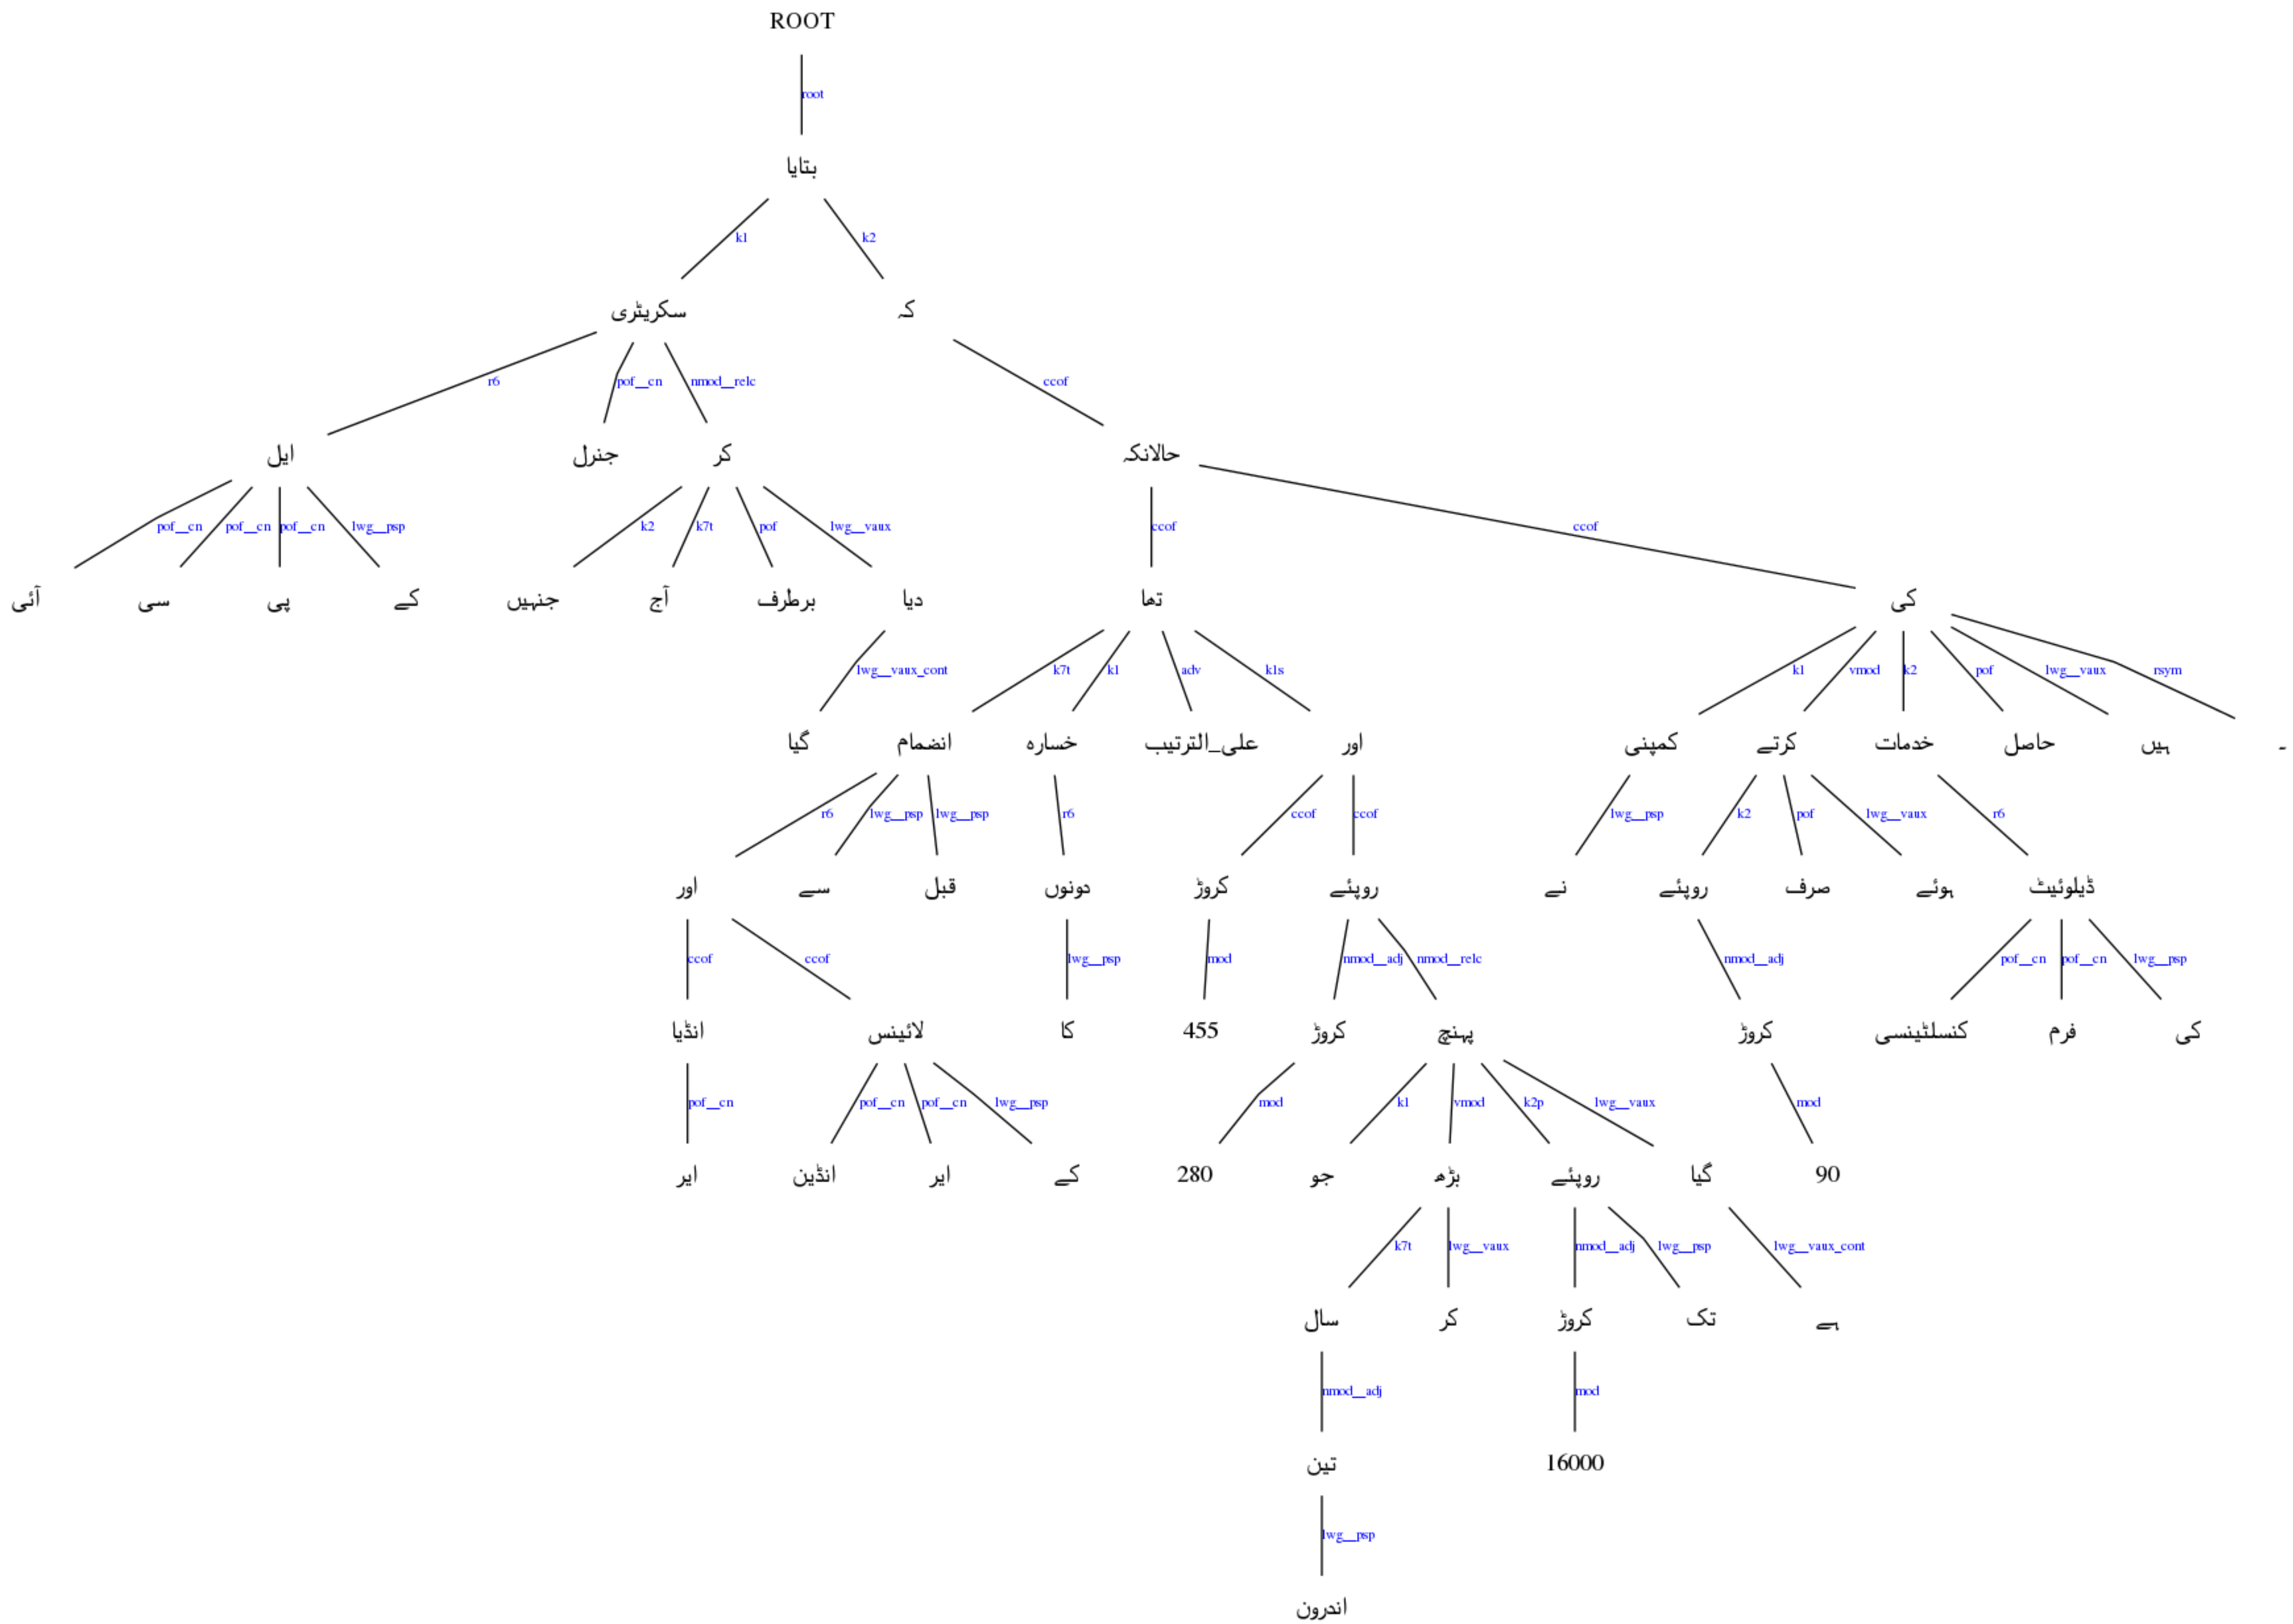 ROOT
root
بتایا
k1 k2
سکریٹری کہ
r6 pof__cn nmod__relc ccof
ایل جنرل کر حالانکہ
pof__cn pof__cn pof__cn lwg__psp k2 k7t pof lwg__vaux ccof ccof
آئی سی پی کے جنہیں آج برطرف دیا تھا کی
lwg__vaux_cont k7t k1 adv k1s k1 vmod k2 pof lwg__vaux rsym
گیا انضمام خسارہ علی_الترتیب اور کمپنی کرتے خدمات حاصل ہیں ۔
r6 lwg__psp lwg__psp r6 ccof ccof lwg__psp k2 pof lwg__vaux r6
اور سے قبل دونوں کروڑ روپئے نے روپئے صرف ہوئے ڈیلوئیٹ
ccof ccof lwg__psp mod nmod__adj nmod__relc nmod__adj pof__cn pof__cn lwg__psp
انڈیا لائینس کا 455 کروڑ پہنچ کروڑ کنسلٹینسی فرم کی
pof__cn pof__cn pof__cn lwg__psp mod k1 vmod k2p lwg__vaux mod
ایر انڈین ایر کے 280 جو بڑھ روپئے گیا 90
k7t lwg__vaux nmod__adj lwg__psp lwg__vaux_cont
سال کر کروڑ تک ہے
nmod__adj mod
تین 16000
lwg__psp
اندرون